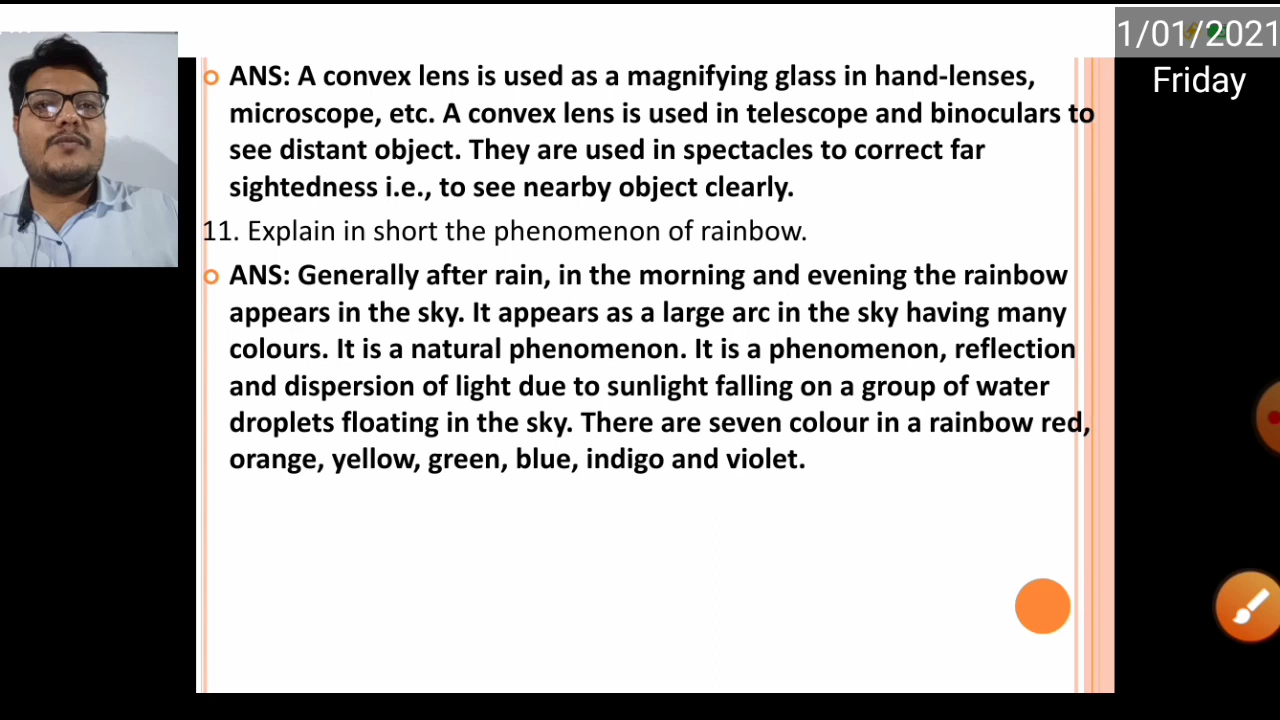 1/01/2021
Friday
ANS: A convex lens is used as a magnifying glass in hand-lenses,
microscope, etc. A convex lens is used in telescope and binoculars to
see distant object. They are used in spectacles to correct far
sightedness i.e., to see nearby object clearly.
11. Explain in short the phenomenon of rainbow.
ANS: Generally after rain, in the morning and evening the rainbow
appears in the sky. It appears as a large arc in the sky having many
colours. It is a natural phenomenon. It is a phenomenon, reflection
and dispersion of light due to sunlight falling on a group of water
droplets floating in the sky. There are seven colour in a rainbow red,
orange, yellow, green, blue, indigo and violet.